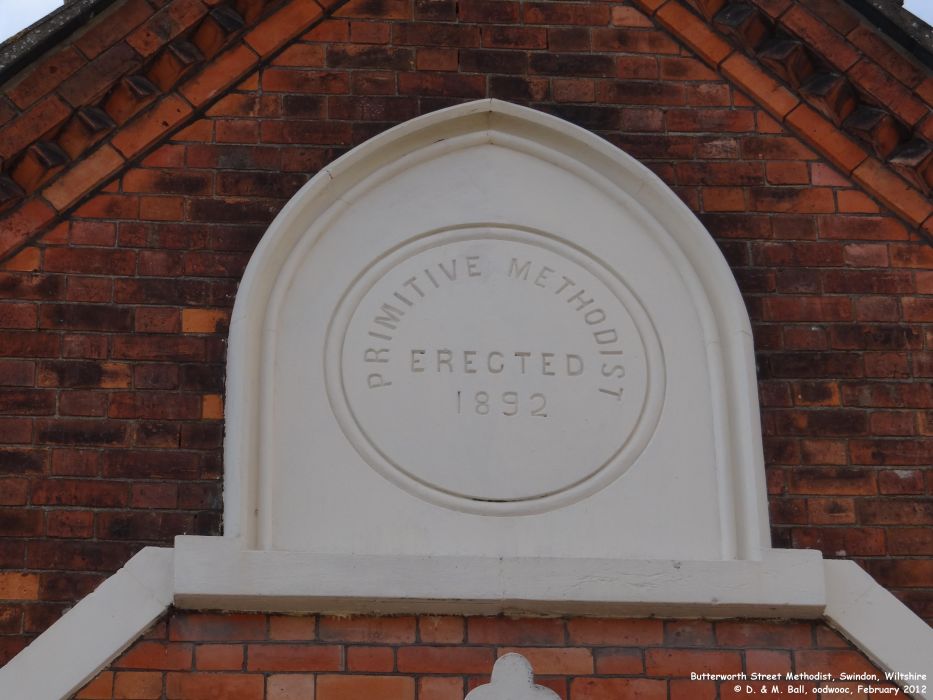 PRIMITIVE METHODIST
ERECTED
1892
Butterworth Street Methodist, Swindon, Wiltshire
© D. & M. Ball, oodwooc, February 2012